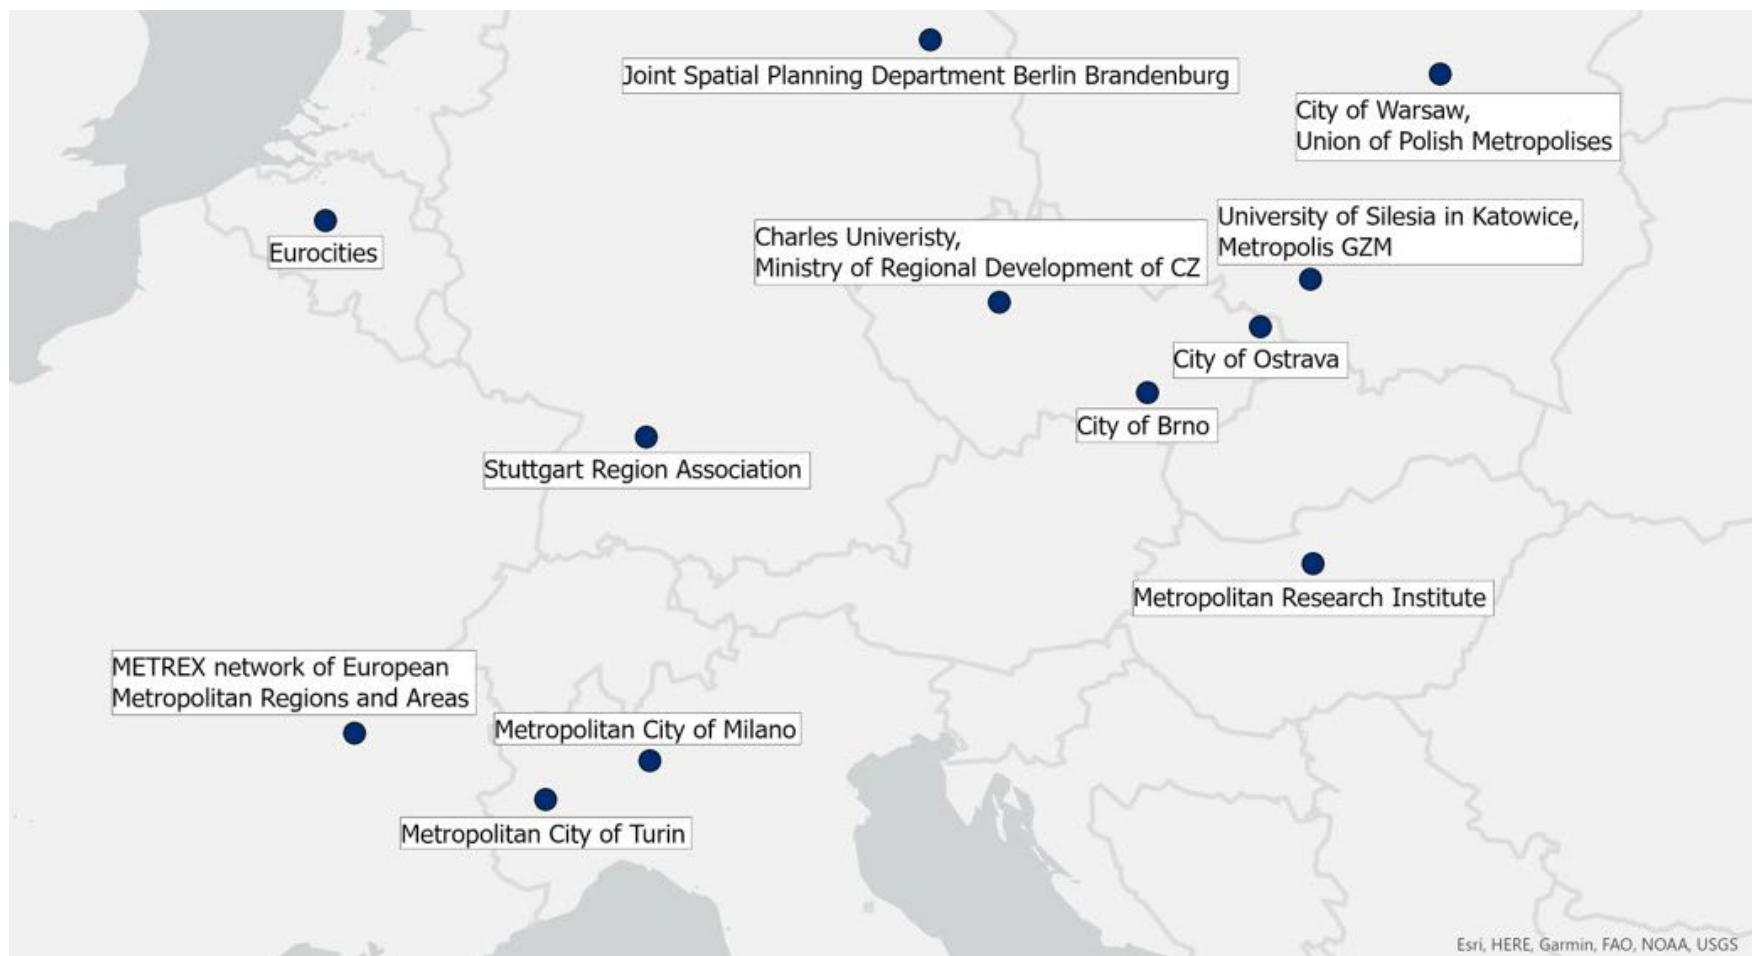 Joint Spatial Planning Department Berlin Brandenburg
City of Warsaw,
Union of Polish Metropolises
University of Silesia in Katowice,
Metropolis GZM
Charles Univeristy,
Ministry of Regional Development of CZ
Eurocities
City of Ostrava
City of Brno
Stuttgart Region Association
Metropolitan Research Institute
METREX network of European
Metropolitan Regions and Areas
Metropolitan City of Milano
Metropolitan City of Turin
Esri, HERE, Garmin, FAO, NOAA, USGS